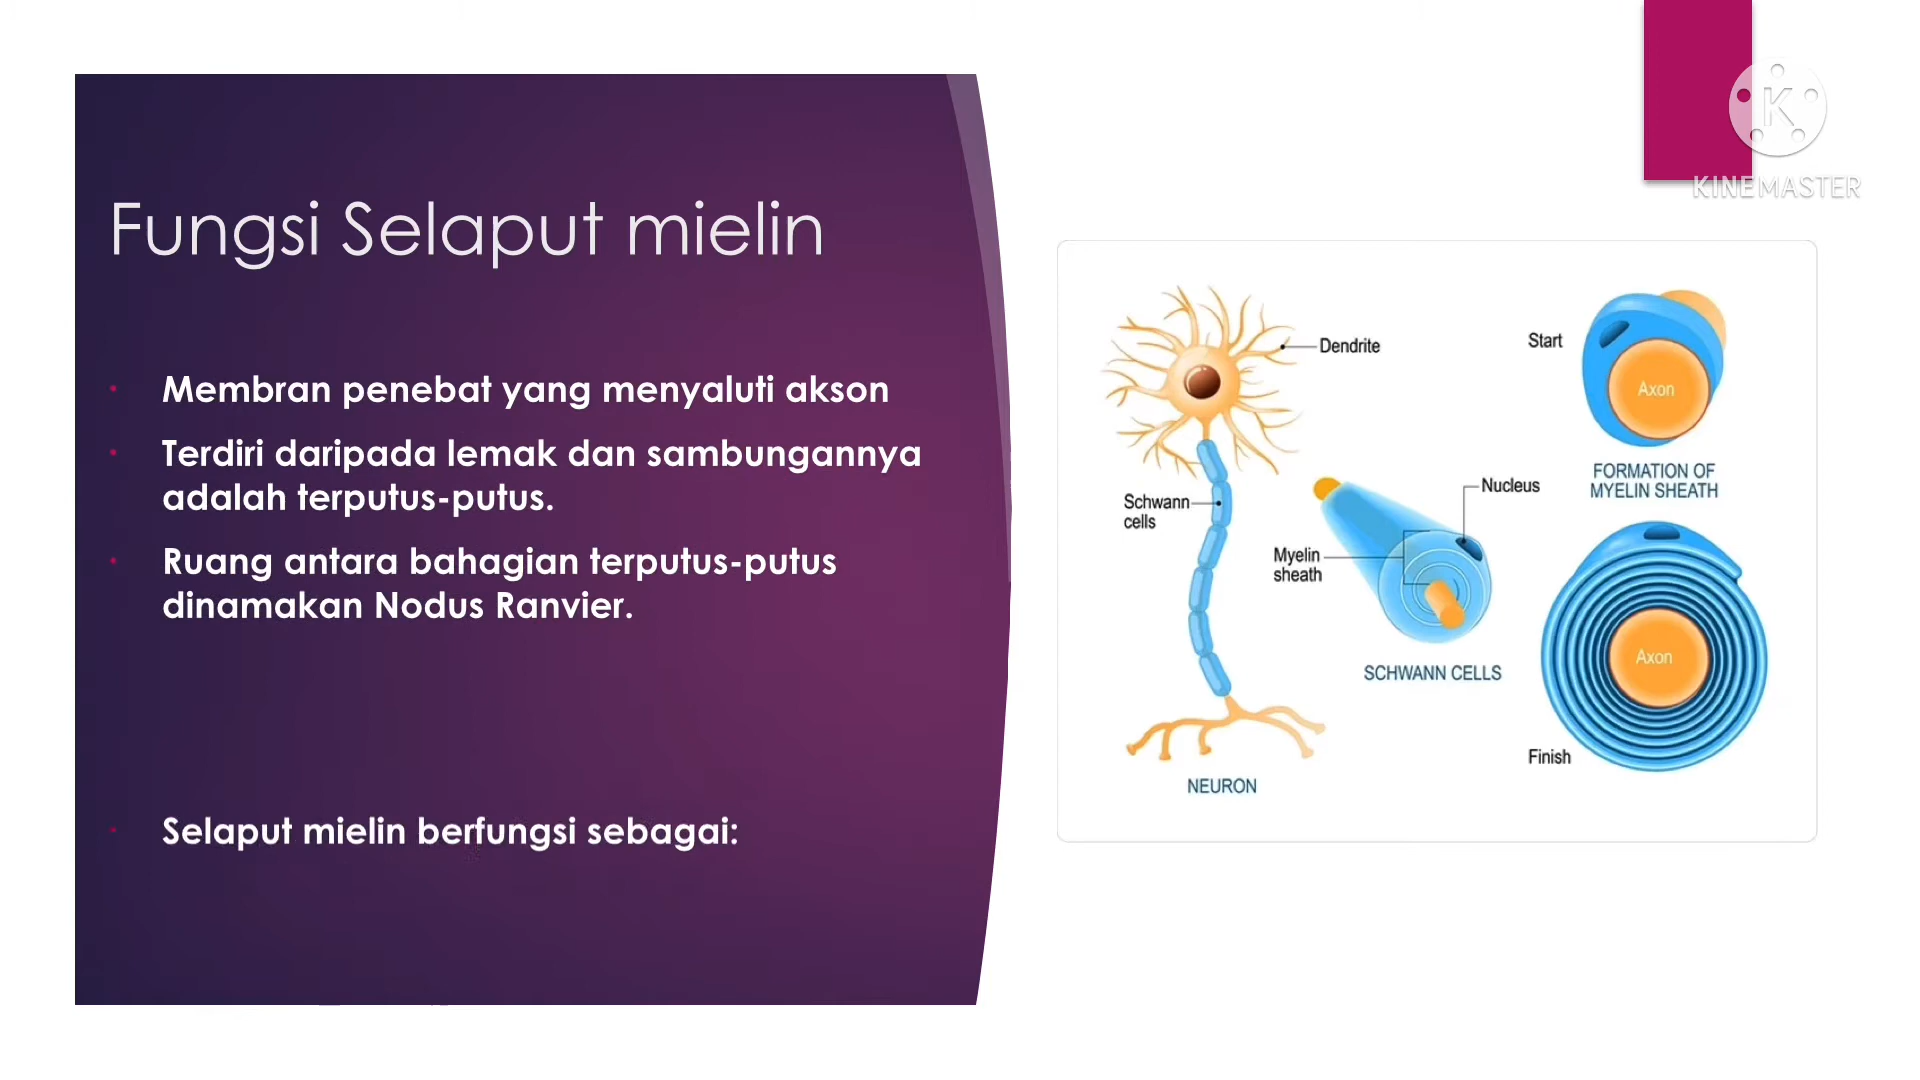 Fungsi Selaput mielin
Membran penebat yang menyaluti akson
Terdiri daripada lemak dan sambungannya
adalah terputus-putus.
Ruang antara bahagian terputus-putus
dinamakan Nodus Ranvier.
Selaput mielin berfungsi sebagai:
K
KINEMASTER
Dendrite
Schwann
cells
NEURON
Nucleus
Myelin
sheath
SCHWANN CELLS
Start
Axon
FORMATION OF
MYELIN SHEATH
Axon
Finish